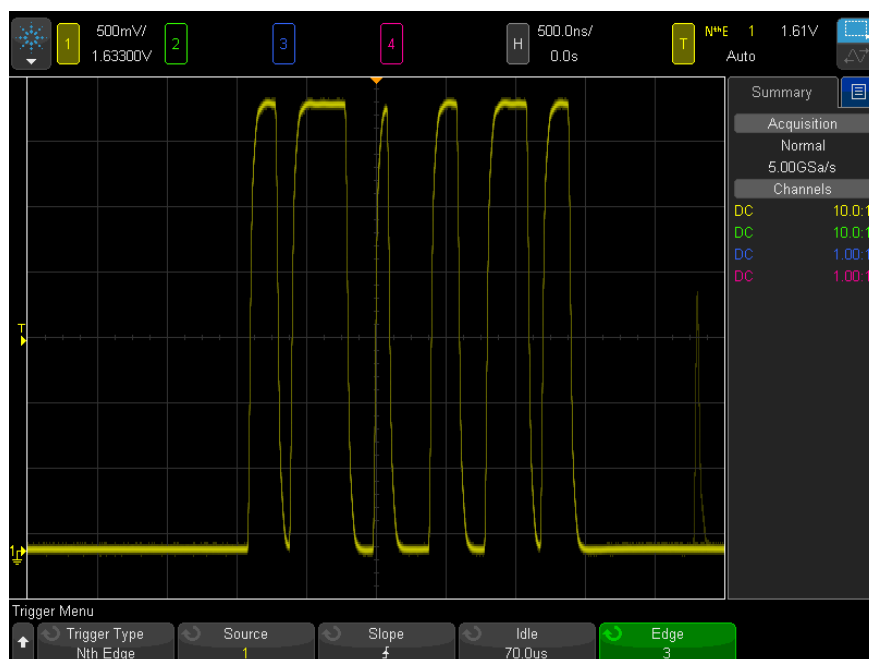 1 500mV/ 2 3 4 H 500.0ns/ T NthE 1 1.61V
1.63300V 0.0s Auto
Summary
Acquisition
Normal
5.00GSa/s
Channels
DC 10.0:1
DC 10.0:1
DC 1.00:1
DC 1.00:1
T
1
Trigger Menu
Trigger Type Source Slope Idle Edge
Nth Edge 1 70.0us 3